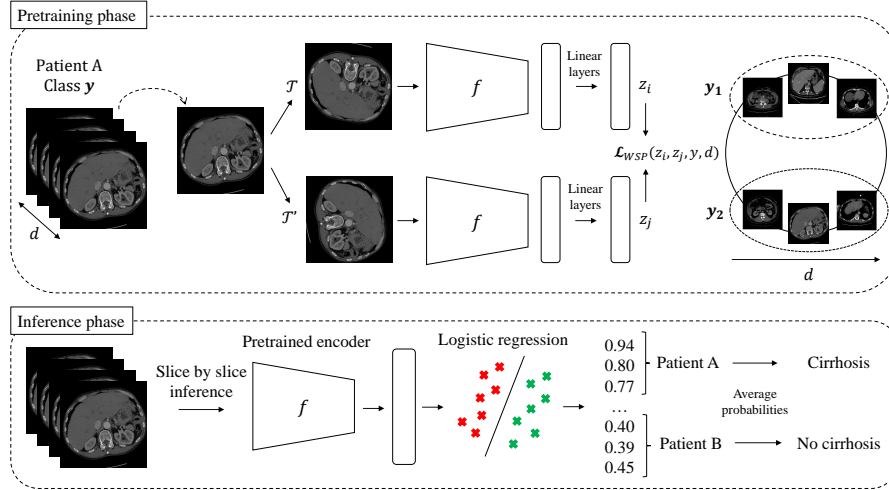 Pretraining phase
Patient A
Class y
d
𝒯
𝒯'
f
f
Linear
layers
Linear
layers
z_i
ℒ_WSP(z_i, z_j, y, d)
z_j
y_1
y_2
d
Inference phase
Slice by slice
inference
Pretrained encoder
f
Logistic regression
0.94
0.80
0.77
...
0.40
0.39
0.45
Patient A
Patient B
Average
probabilities
Cirrhosis
No cirrhosis